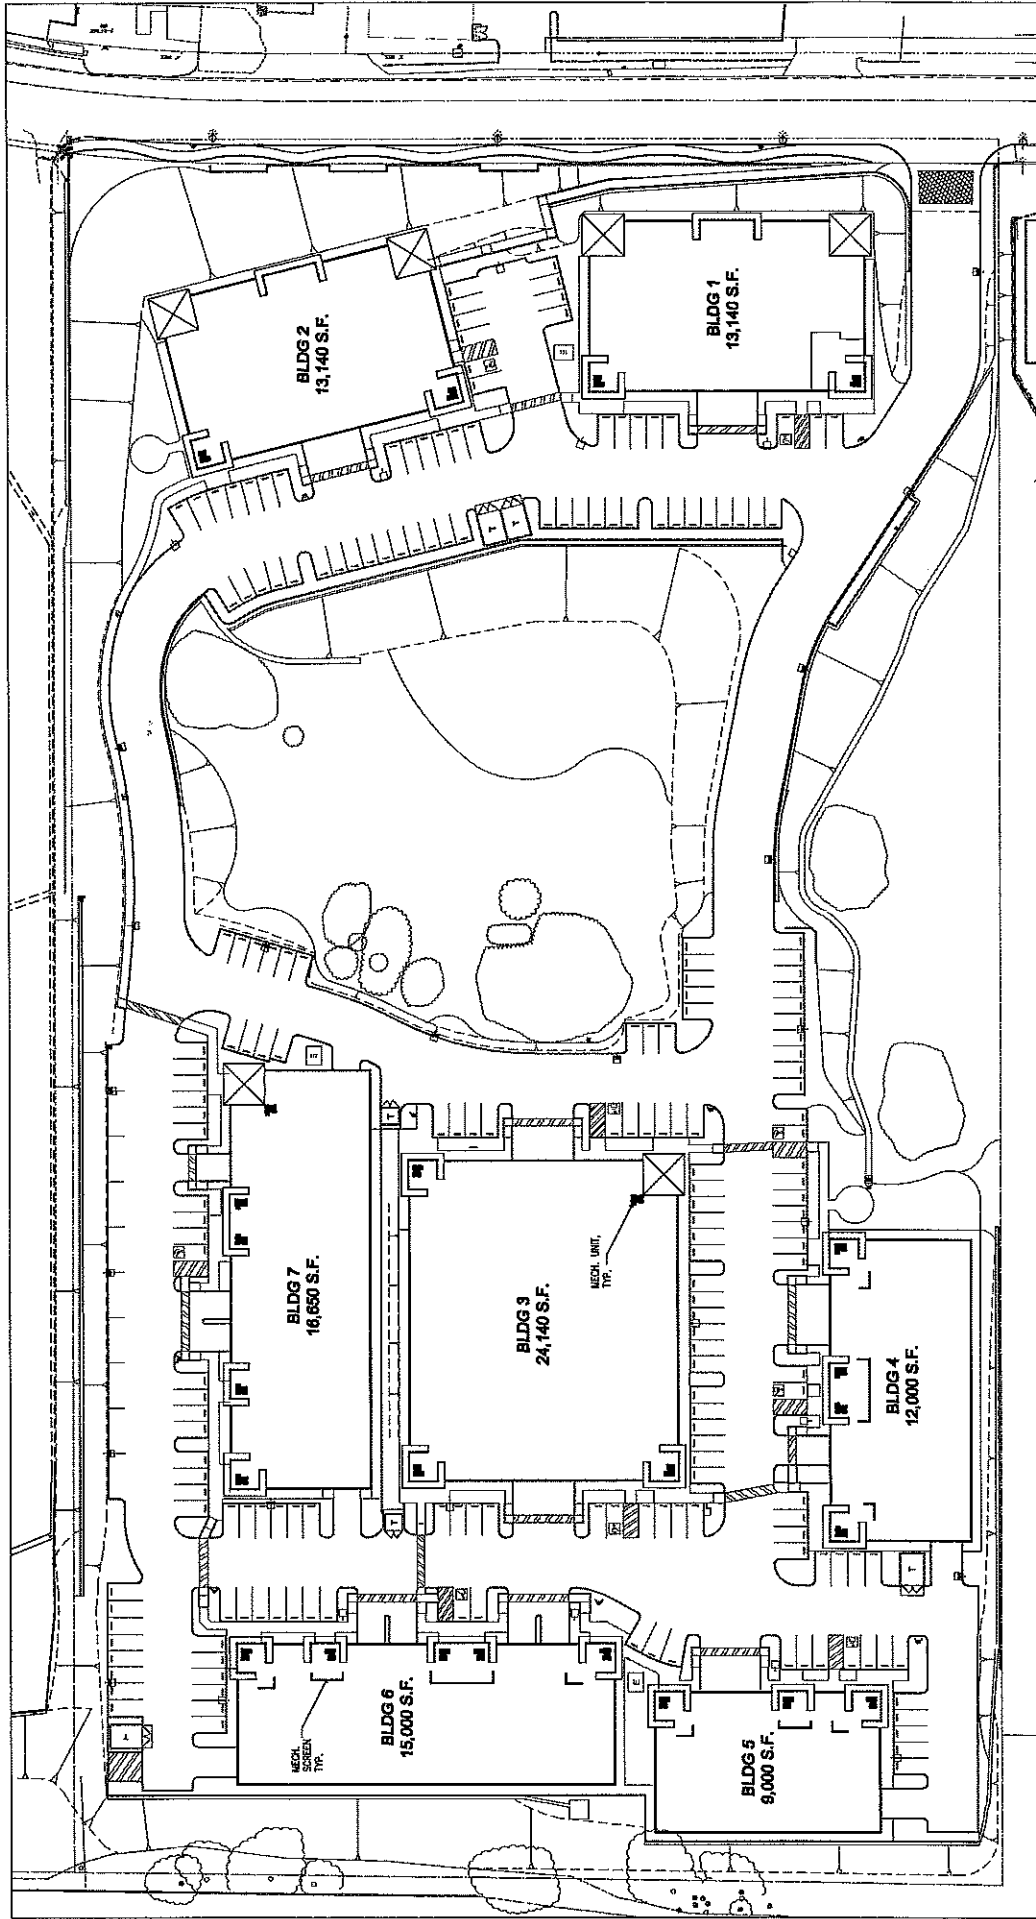 BLDG 2
13,140 S.F.
BLDG 1
13,140 S.F.
T
T
BLDG 7
16,650 S.F.
T
BLDG 3
24,140 S.F.
MECH. UNIT,
TYP.
BLDG 4
12,000 S.F.
T
T
BLDG 6
15,000 S.F.
MECH.
SCREEN
TYP.
T
E
BLDG 5
9,000 S.F.